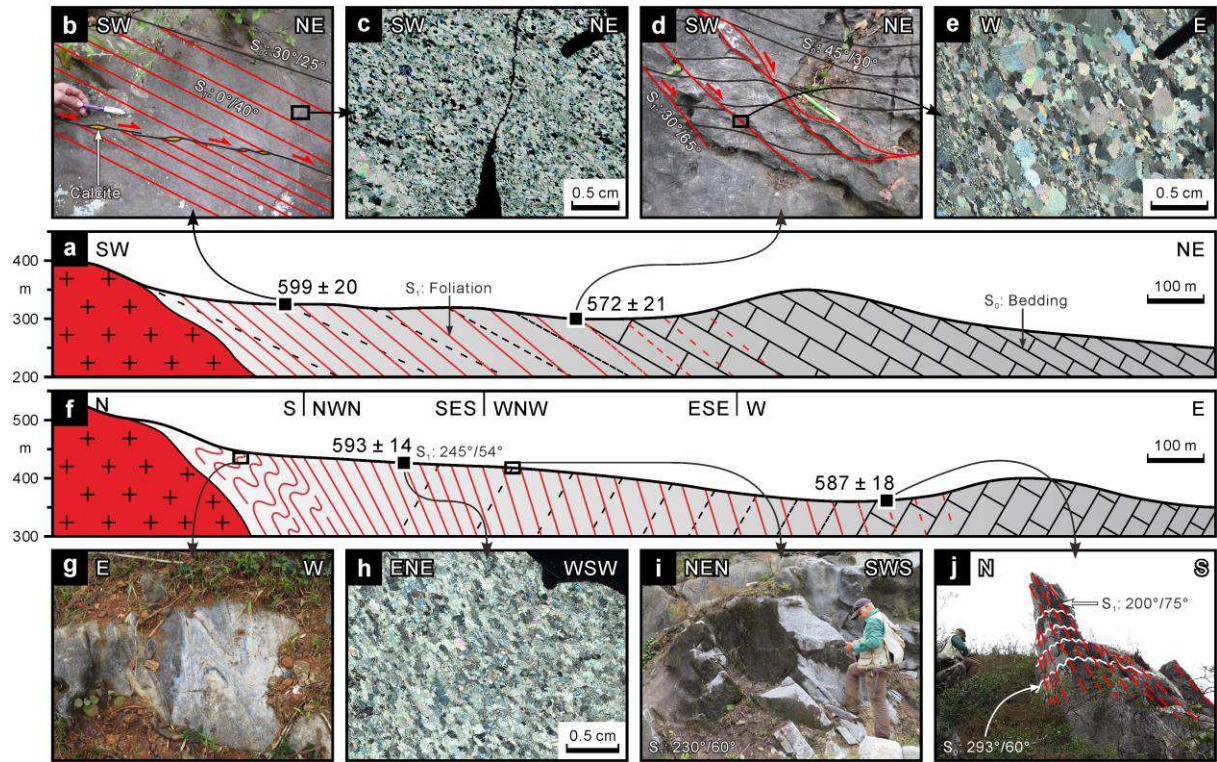 b SW NE
S₀: 30°/25°
S₁: 0°/40°
Calcite
c SW NE
0.5 cm
d SW NE
S₀: 45°/30°
S₁: 30°/65°
e W E
0.5 cm
a SW NE
400
m
300
200
599 ± 20
S₁: Foliation
572 ± 21
S₀: Bedding
100 m
f N S NWN SES WNW ESE W E
500
m
400
300
593 ± 14
S₁: 245°/54°
587 ± 18
100 m
g E W
h ENE WSW
0.5 cm
i NEN SWS
230°/60°
j N S
S₁: 200°/75°
293°/60°